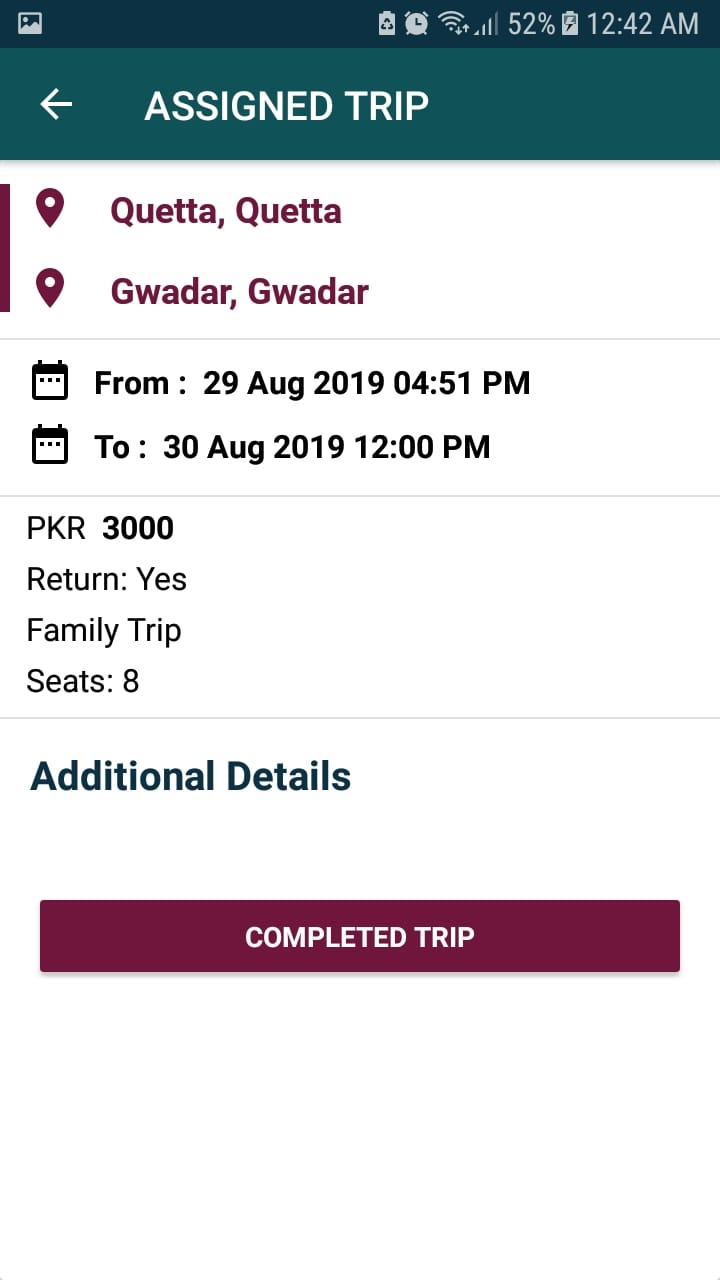 52% 12:42 AM
ASSIGNED TRIP
Quetta, Quetta
Gwadar, Gwadar
From : 29 Aug 2019 04:51 PM
To : 30 Aug 2019 12:00 PM
PKR 3000
Return: Yes
Family Trip
Seats: 8
Additional Details
COMPLETED TRIP